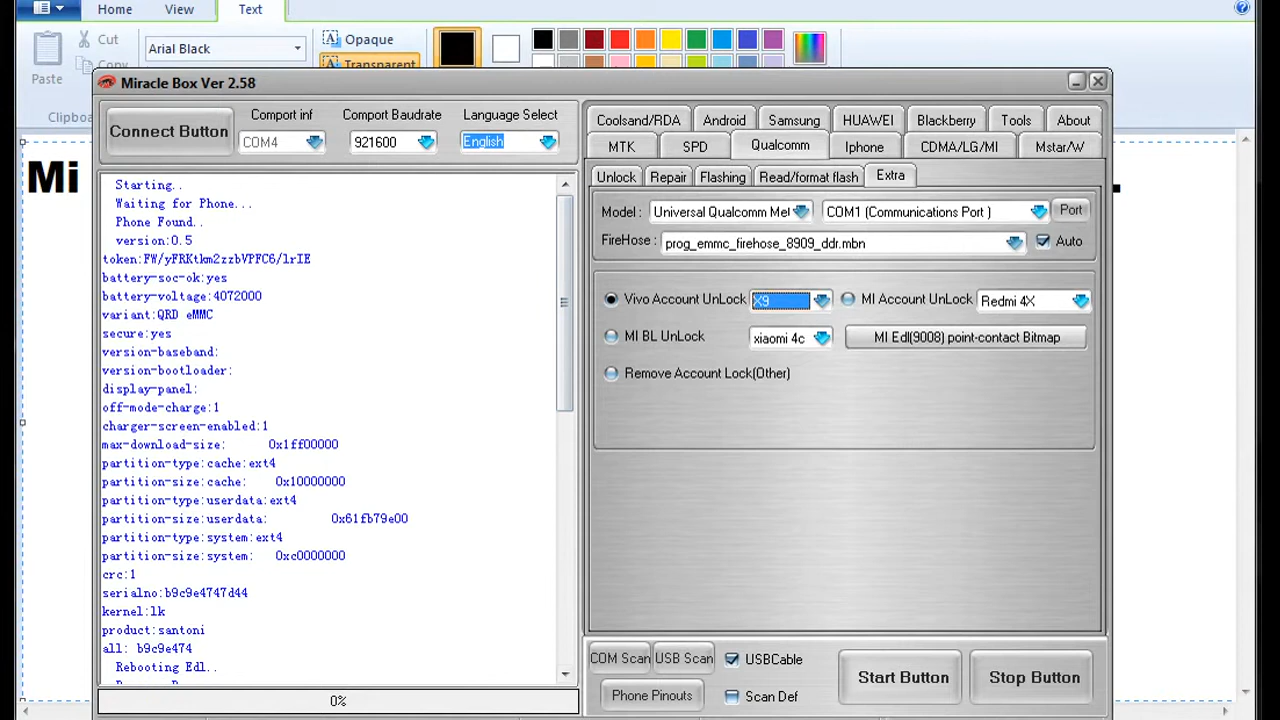 Home View Text
Cut
Copy
Paste
Arial Black
Opaque
Transparent
Clipb
Mi
Miracle Box Ver 2.58
Connect Button
Comport inf
COM4
Comport Baudrate
921600
Language Select
English
Starting..
Waiting for Phone...
Phone Found..
version:0.5
token:FW/yFRKtkm2zzbVPFC6/lrIE
battery-soc-ok:yes
battery-voltage:4072000
variant:QRD eMMC
secure:yes
version-baseband:
version-bootloader:
display-panel:
off-mode-charge:1
charger-screen-enabled:1
max-download-size: 0x1ff00000
partition-type:cache:ext4
partition-size:cache: 0x10000000
partition-type:userdata:ext4
partition-size:userdata: 0x61fb79e00
partition-type:system:ext4
partition-size:system: 0xc0000000
crc:1
serialno:b9c9e4747d44
kernel:lk
product:santoni
all: b9c9e474
Rebooting Edl..
0%
Coolsand/RDA Android Samsung HUAWEI Blackberry Tools About
MTK SPD Qualcomm Iphone CDMA/LG/MI Mstar/W
Unlock Repair Flashing Read/format flash Extra
Model : Universal Qualcomm Met COM1 (Communications Port ) Port
FireHose : prog_emmc_firehose_8909_ddr.mbn Auto
Vivo Account UnLock X9 MI Account UnLock Redmi 4X
MI BL UnLock xiaomi 4c MI Edl(9008) point-contact Bitmap
Remove Account Lock(Other)
COM Scan USB Scan USBCable
Phone Pinouts Scan Def
Start Button Stop Button